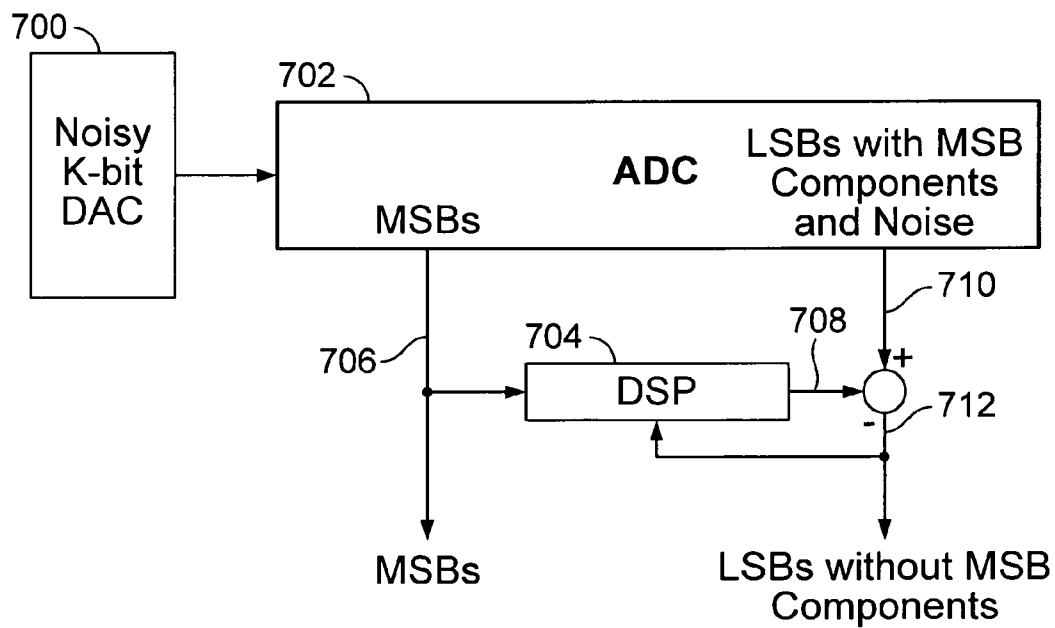 700
Noisy
K-bit
DAC
702
ADC
MSBs
LSBs with MSB
Components
and Noise
706
704
DSP
708
710
+
-
712
MSBs
LSBs without MSB
Components